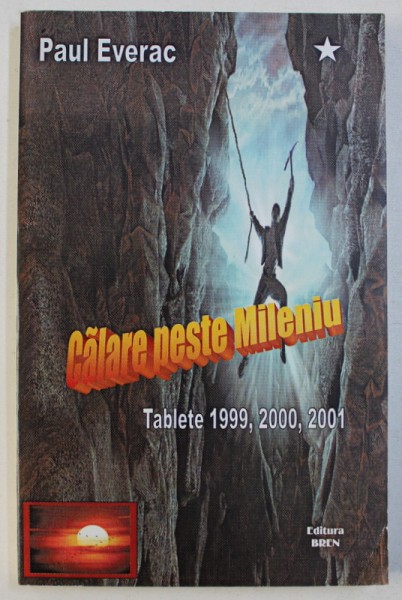 Paul Everac
Călare peste Mileniu
Tablete 1999, 2000, 2001
Editura
BREN